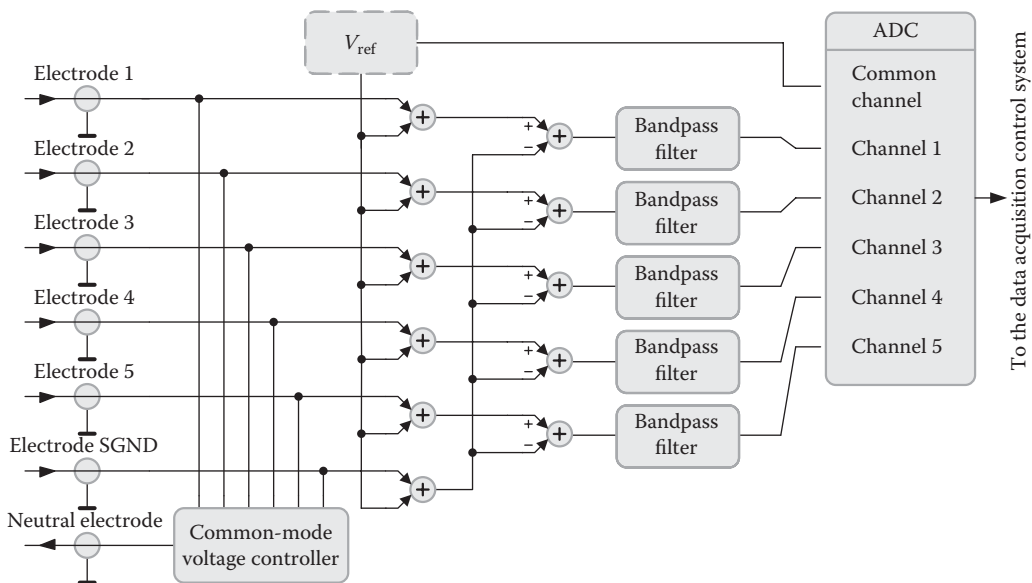 V_ref
ADC
Electrode 1
Common
channel
Electrode 2
Channel 1
Electrode 3
Channel 2
Electrode 4
Channel 3
Electrode 5
Channel 4
Electrode SGND
Channel 5
Neutral electrode
+
+
−
+
Bandpass
filter
+
+
−
+
Bandpass
filter
+
+
−
+
Bandpass
filter
+
+
−
+
Bandpass
filter
+
+
−
+
Bandpass
filter
+
Common-mode
voltage controller
To the data acquisition control system